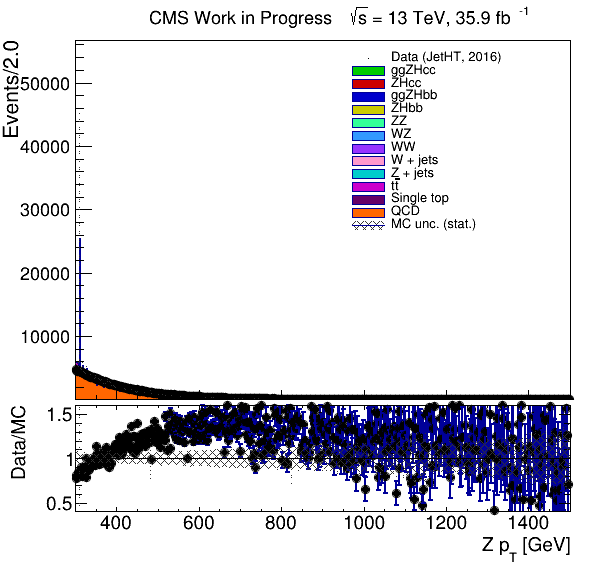 CMS Work in Progress √s = 13 TeV, 35.9 fb -1
Events/2.0
50000
40000
30000
20000
10000
Data (JetHT, 2016)
ggZHcc
ZHcc
ggZHbb
ZHbb
ZZ
WZ
WW
W + jets
Z + jets
tt̅
Single top
QCD
MC unc. (stat.)
Data/MC
1.5
1
0.5
400 600 800 1000 1200 1400
Z pT [GeV]